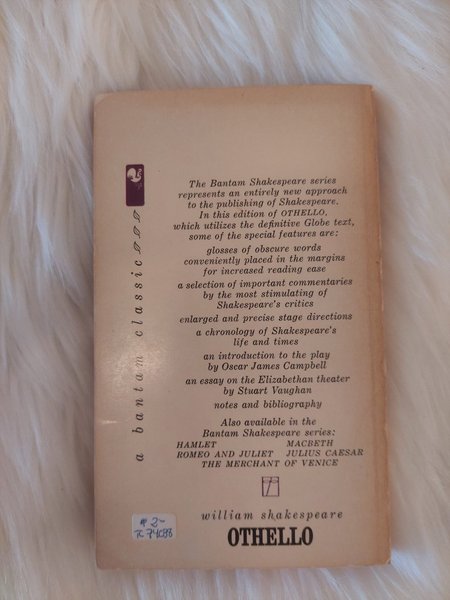 The Bantam Shakespeare series
represents an entirely new approach
to the publishing of Shakespeare.
In this edition of OTHELLO,
which utilizes the definitive Globe text,
some of the special features are:
glosses of obscure words
conveniently placed in the margins
for increased reading ease
a selection of important commentaries
by the most stimulating of
Shakespeare's critics
enlarged and precise stage directions
a chronology of Shakespeare's
life and times
an introduction to the play
by Oscar James Campbell
an essay on the Elizabethan theater
by Stuart Vaughan
notes and bibliography
Also available in the
Bantam Shakespeare series:
HAMLET MACBETH
ROMEO AND JULIET JULIUS CAESAR
THE MERCHANT OF VENICE
william shakespeare
OTHELLO
a bantam classic
$2-